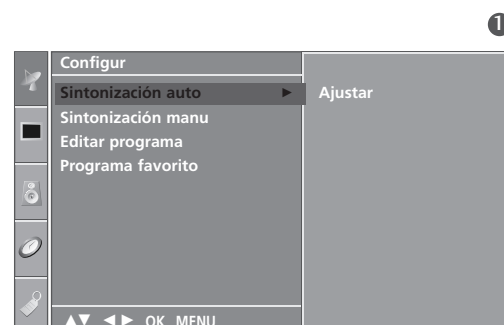 1
Configur
Sintonización auto ► Ajustar
Sintonización manu
Editar programa
Programa favorito
▲▼ ◄► OK MENU